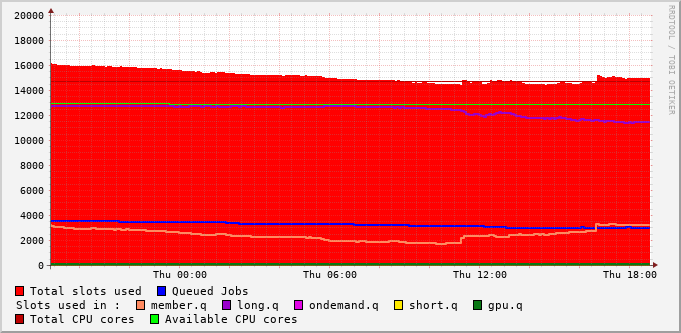 20000
18000
16000
14000
12000
10000
8000
6000
4000
2000
0
Thu 00:00 Thu 06:00 Thu 12:00 Thu 18:00
Total slots used Queued Jobs
Slots used in : member.q long.q ondemand.q short.q gpu.q
Total CPU cores Available CPU cores
RRDTOOL / TOBI OETIKER